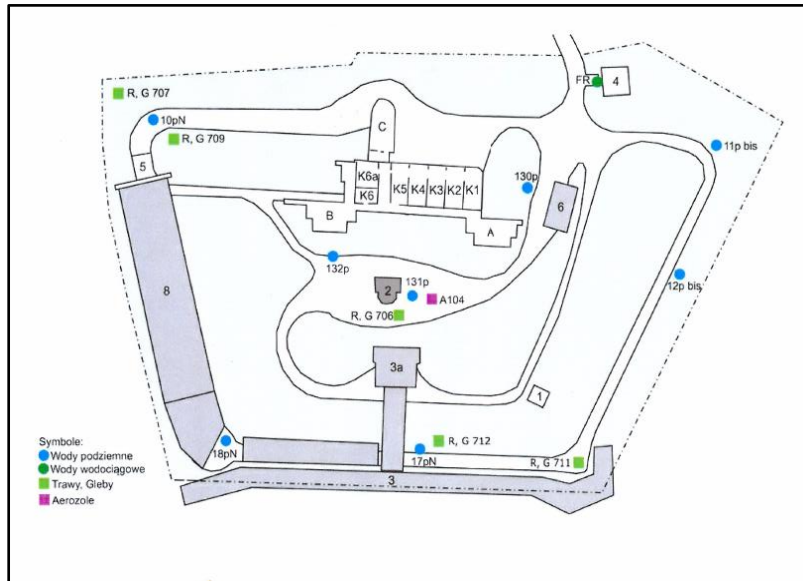 FR
4
R, G 707
10pN
C
R, G 709
11p bis
5
K6a
K6
K5
K4
K3
K2
K1
130p
6
B
A
132p
12p bis
8
2
131p
A104
R, G 706
3a
1
Symbole:
Wody podziemne
Wody wodociągowe
Trawy, Gleby
Aerozole
18pN
R, G 712
17pN
R, G 711
3